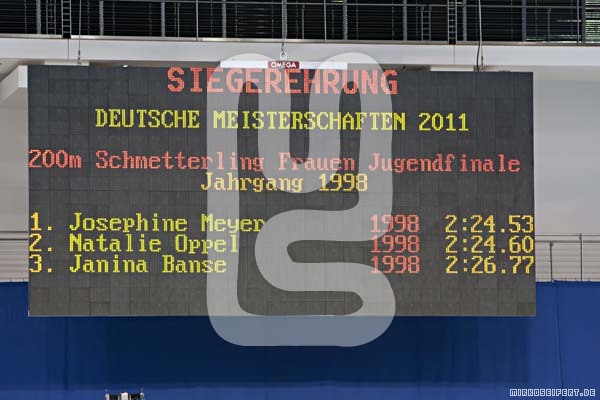 OMEGA
SIEGEREHRUNG
DEUTSCHE MEISTERSCHAFTEN 2011
200m Schmetterling Frauen Jugendfinale
Jahrgang 1998
1. Josephine Meyer 1998 2:24.53
2. Natalie Oppel 1998 2:24.60
3. Janina Banse 1998 2:26.77
MIRKOSEIFERT.DE